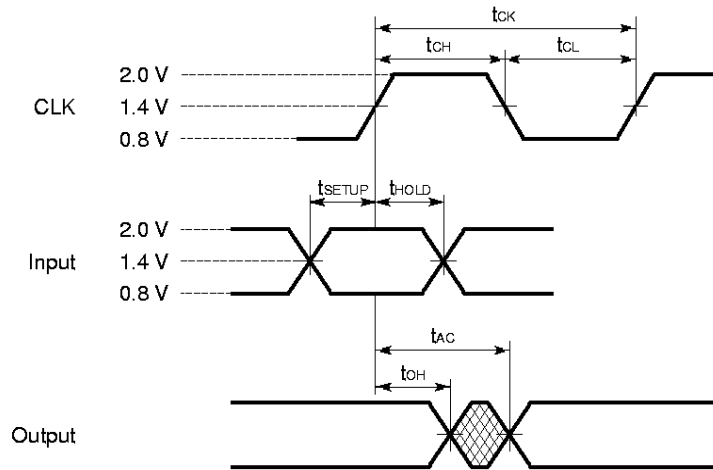 tCK
tCH tCL
2.0 V
CLK 1.4 V
0.8 V
tSETUP tHOLD
2.0 V
Input 1.4 V
0.8 V
tAC
tOH
Output